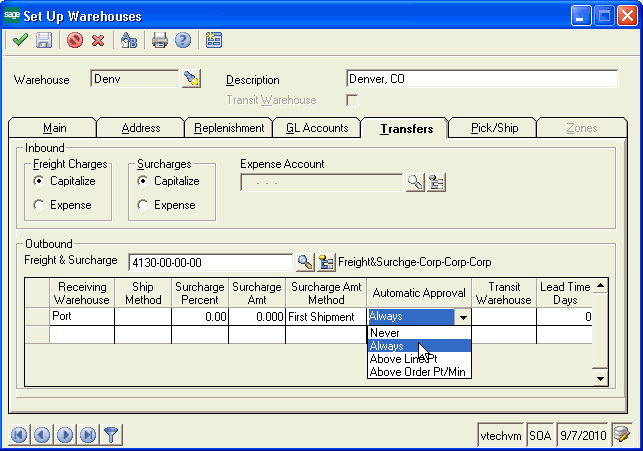 sage Set Up Warehouses
Warehouse Denv Description Denver, CO
Transit Warehouse
Main Address Replenishment GL Accounts Transfers Pick/Ship Zones
Inbound
Freight Charges Surcharges Expense Account
Capitalize Capitalize - - -
Expense Expense
Outbound
Freight & Surcharge 4130-00-00-00 Freight&Surchge-Corp-Corp-Corp
Receiving Warehouse Ship Method Surcharge Percent Surcharge Amt Surcharge Amt Method Automatic Approval Transit Warehouse Lead Time Days
Port 0.00 0.000 First Shipment Always 0
Never
Always
Above Line Pt
Above Order Pt/Min
vtechvm SOA 9/7/2010